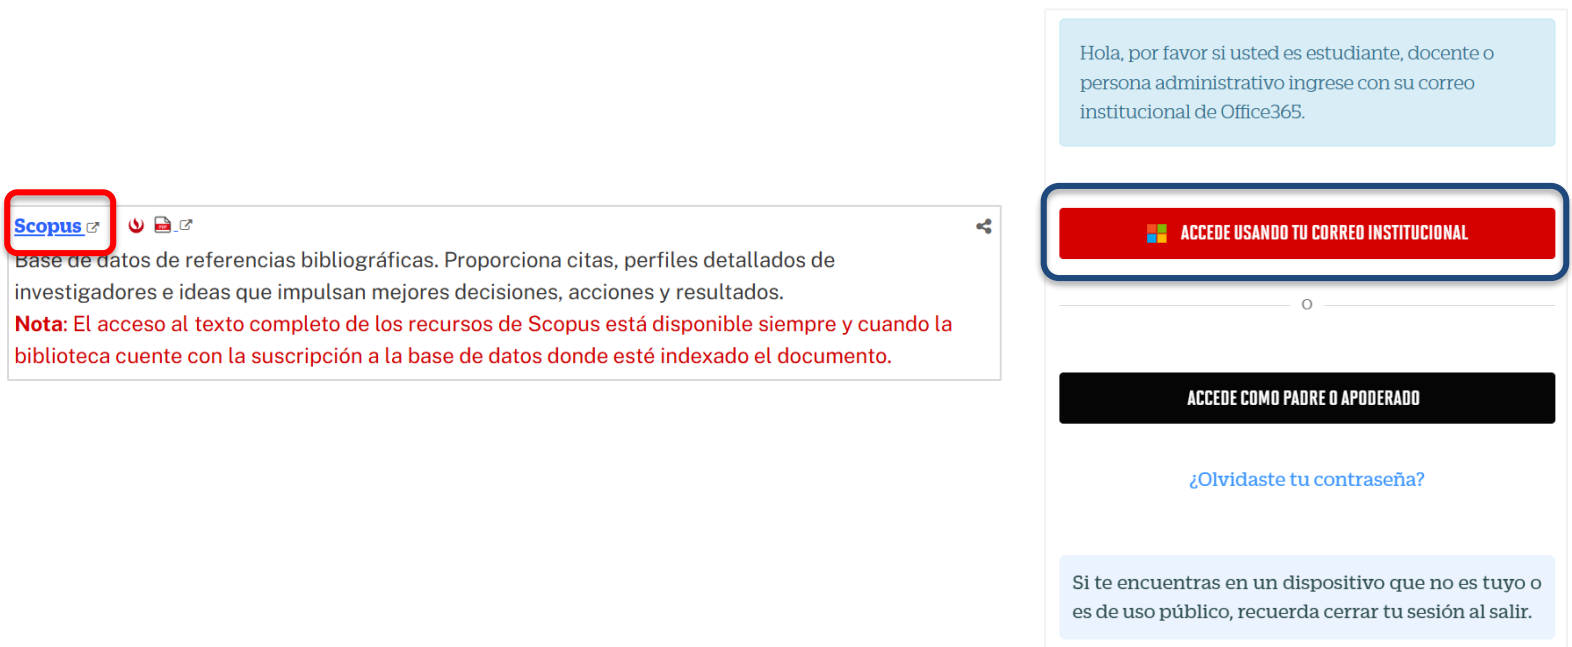 Scopus
PDF
Base de datos de referencias bibliográficas. Proporciona citas, perfiles detallados de
investigadores e ideas que impulsan mejores decisiones, acciones y resultados.
Nota: El acceso al texto completo de los recursos de Scopus está disponible siempre y cuando la
biblioteca cuente con la suscripción a la base de datos donde esté indexado el documento.
Hola, por favor si usted es estudiante, docente o
persona administrativo ingrese con su correo
institucional de Office365.
ACCEDE USANDO TU CORREO INSTITUCIONAL
O
ACCEDE COMO PADRE O APODERADO
¿Olvidaste tu contraseña?
Si te encuentras en un dispositivo que no es tuyo o
es de uso público, recuerda cerrar tu sesión al salir.